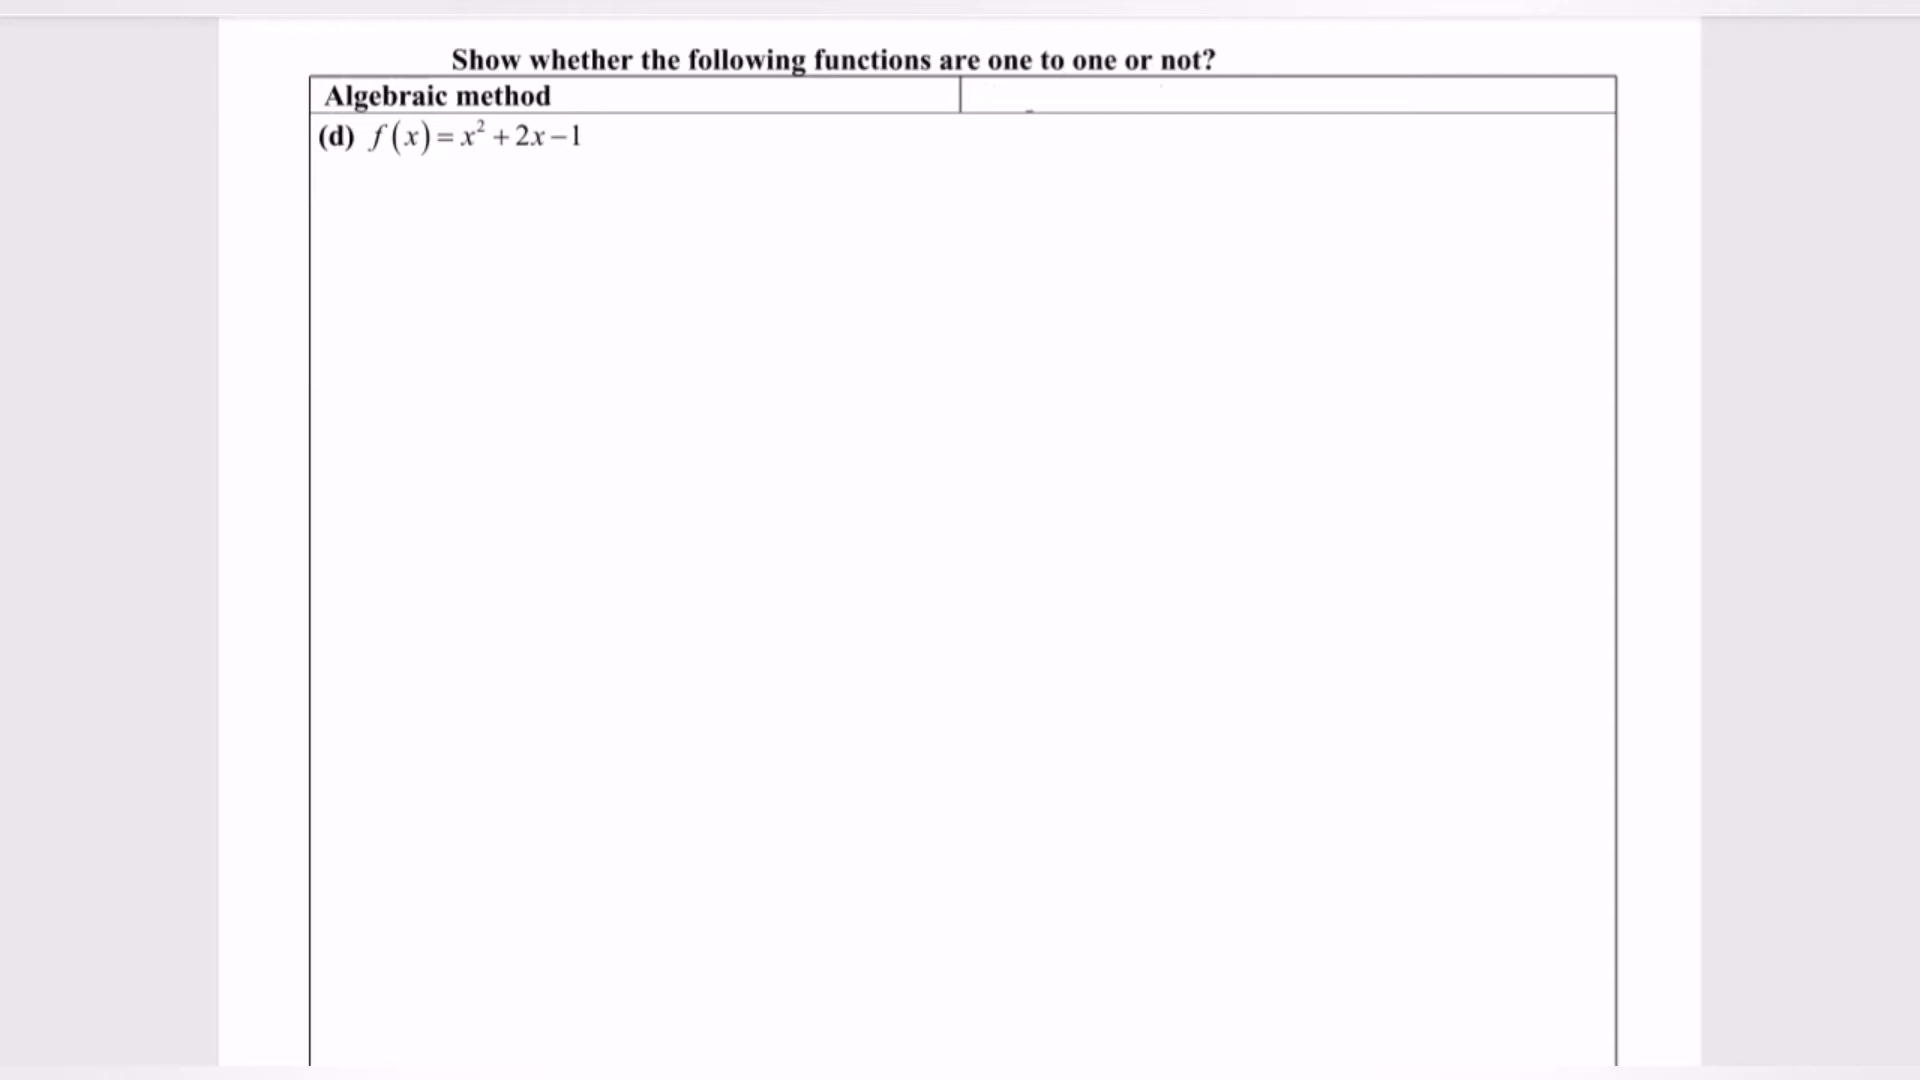 Show whether the following functions are one to one or not?
Algebraic method
(d) f(x) = x² + 2x − 1